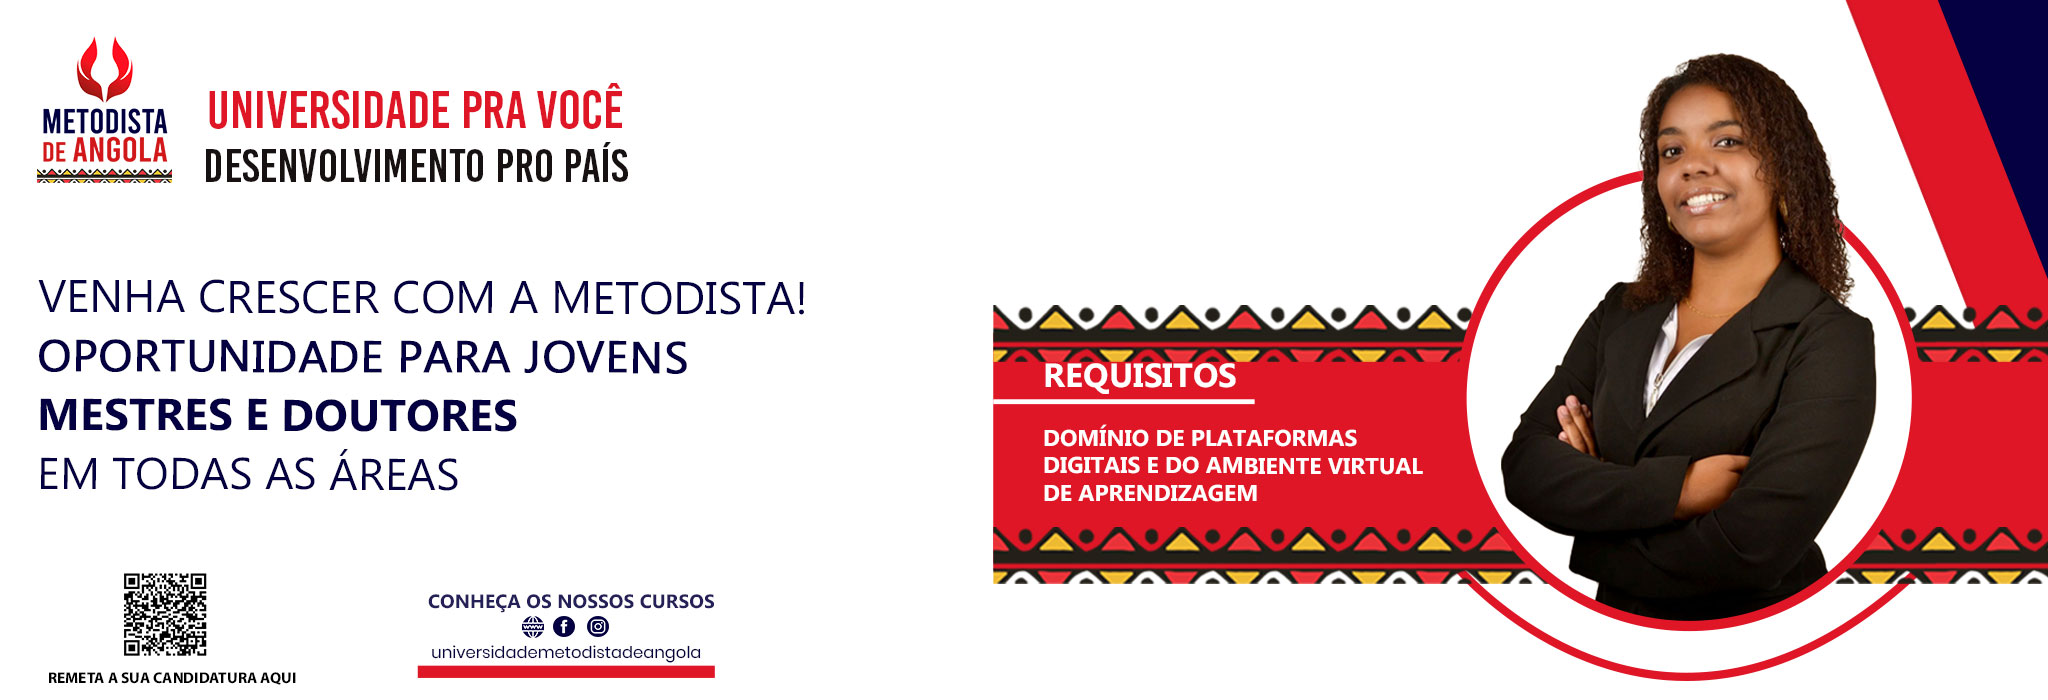 METODISTA
DE ANGOLA
UNIVERSIDADE PRA VOCÊ
DESENVOLVIMENTO PRO PAÍS
VENHA CRESCER COM A METODISTA!
OPORTUNIDADE PARA JOVENS
MESTRES E DOUTORES
EM TODAS AS ÁREAS
REMETA A SUA CANDIDATURA AQUI
CONHEÇA OS NOSSOS CURSOS
www
universidademetodistadeangola
REQUISITOS
DOMÍNIO DE PLATAFORMAS
DIGITAIS E DO AMBIENTE VIRTUAL
DE APRENDIZAGEM